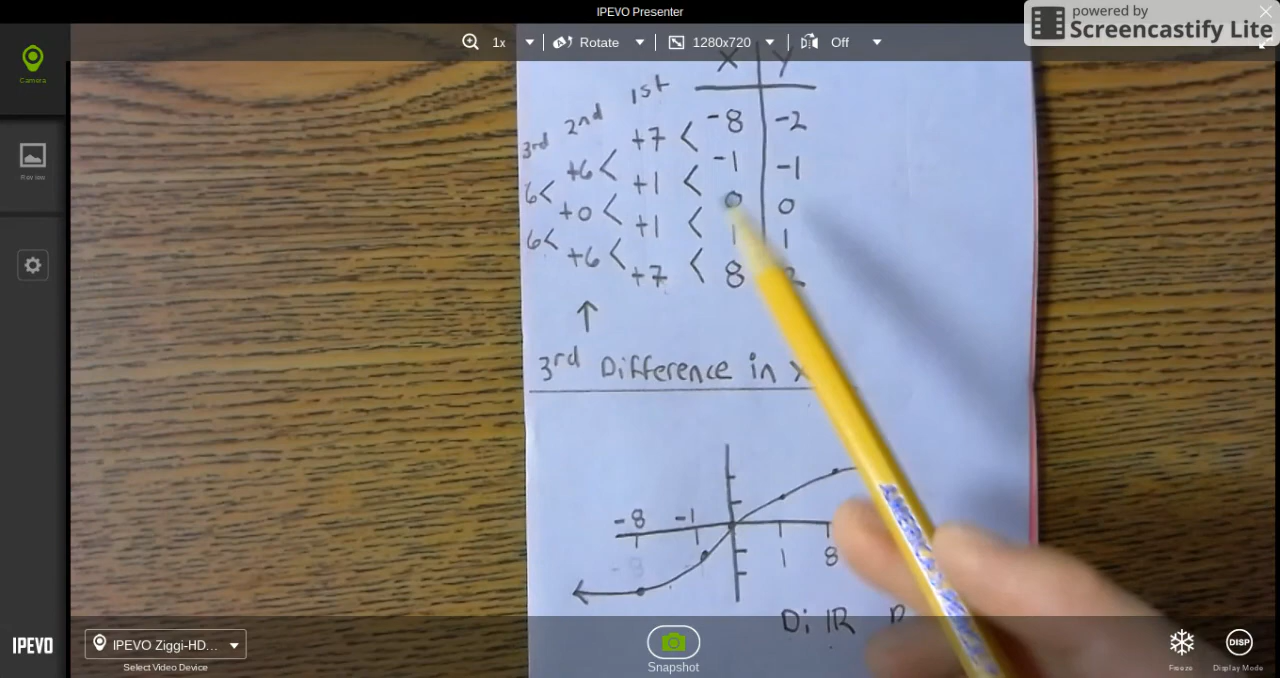 IPEVO Presenter
powered by
Screencastify Lite
1x Rotate 1280x720 Off
Camera
Review
X Y
3rd 2nd 1st
-8 -2
+7 <
-1 -1
+6 <
+1 <
6 <
0 0
+0 <
+1 <
6 <
1 1
+6 <
+7 <
8 2
3rd Difference in x
-8 -1
1 8
D: IR
IPEVO
IPEVO Ziggi-HD...
Select Video Device
Snapshot
Freeze
DISP
Display Mode